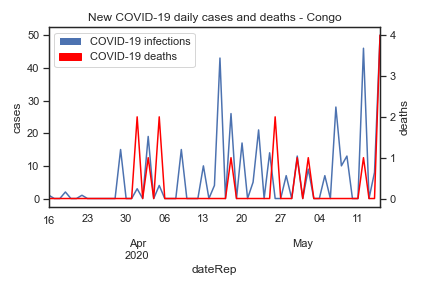 New COVID-19 daily cases and deaths - Congo
COVID-19 infections
COVID-19 deaths
cases
50
40
30
20
10
0
deaths
4
3
2
1
0
16 23 30 06 13 20 27 04 11
Apr May
2020
dateRep